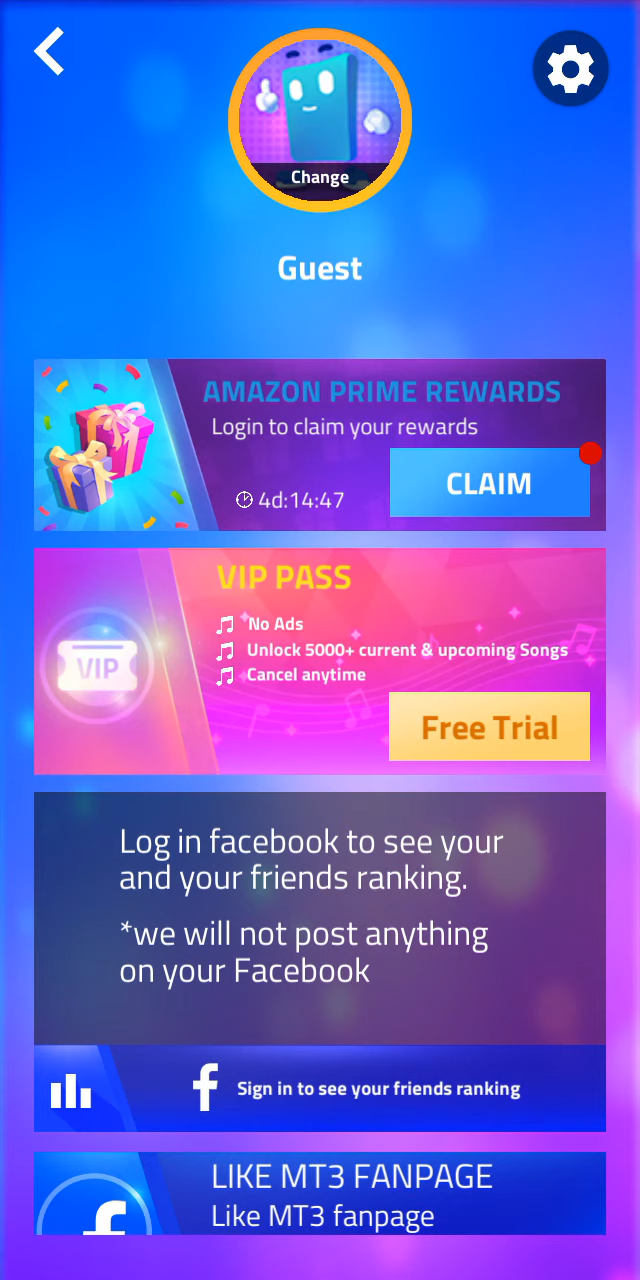 Change
Guest
AMAZON PRIME REWARDS
Login to claim your rewards
4d:14:47
CLAIM
VIP PASS
No Ads
Unlock 5000+ current & upcoming Songs
Cancel anytime
VIP
Free Trial
Log in facebook to see your
and your friends ranking.
*we will not post anything
on your Facebook
Sign in to see your friends ranking
LIKE MT3 FANPAGE
Like MT3 fanpage